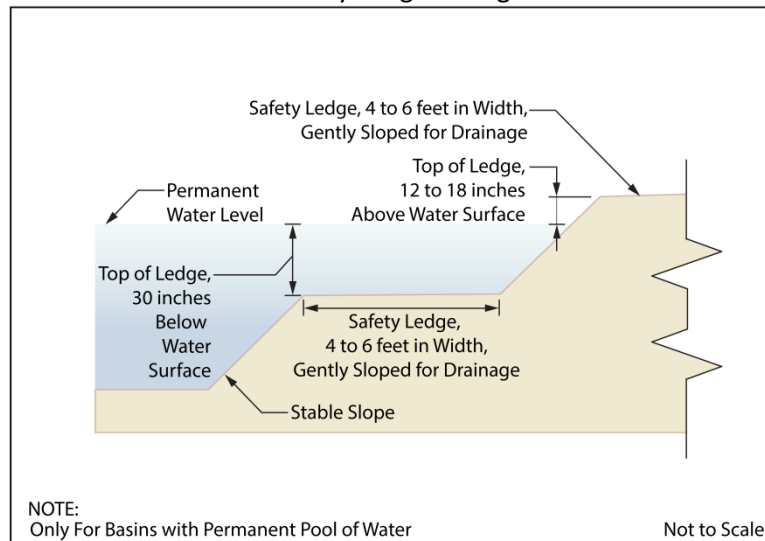 Safety Ledge, 4 to 6 feet in Width,
Gently Sloped for Drainage
Top of Ledge,
12 to 18 inches
Above Water Surface
Permanent
Water Level
Top of Ledge,
30 inches
Below
Water
Surface
Safety Ledge,
4 to 6 feet in Width,
Gently Sloped for Drainage
Stable Slope
NOTE:
Only For Basins with Permanent Pool of Water
Not to Scale